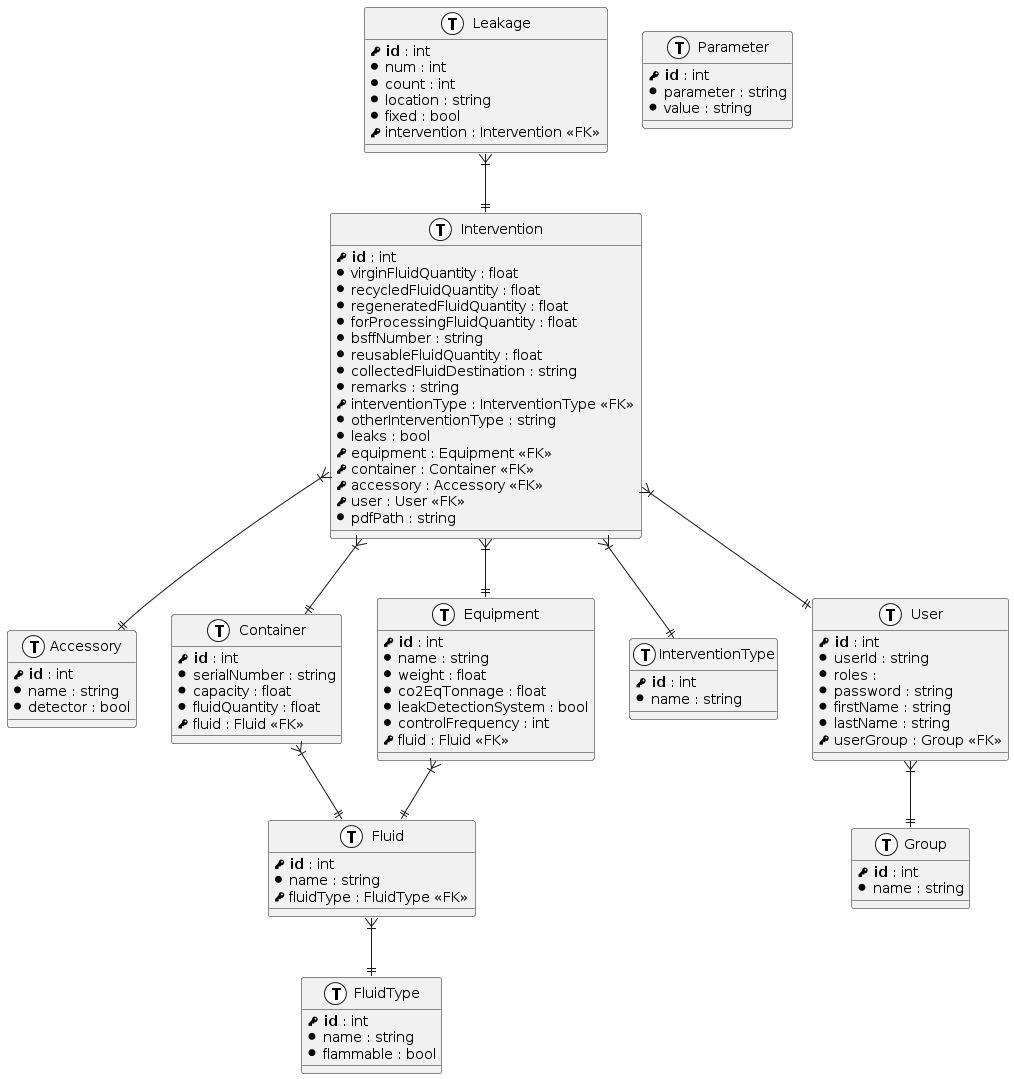 T Leakage
id : int
num : int
count : int
location : string
fixed : bool
intervention : Intervention «FK»
T Parameter
id : int
parameter : string
value : string
T Intervention
id : int
virginFluidQuantity : float
recycledFluidQuantity : float
regeneratedFluidQuantity : float
forProcessingFluidQuantity : float
bsffNumber : string
reusableFluidQuantity : float
collectedFluidDestination : string
remarks : string
interventionType : InterventionType «FK»
otherInterventionType : string
leaks : bool
equipment : Equipment «FK»
container : Container «FK»
accessory : Accessory «FK»
user : User «FK»
pdfPath : string
T Accessory
id : int
name : string
detector : bool
T Container
id : int
serialNumber : string
capacity : float
fluidQuantity : float
fluid : Fluid «FK»
T Equipment
id : int
name : string
weight : float
co2EqTonnage : float
leakDetectionSystem : bool
controlFrequency : int
fluid : Fluid «FK»
T InterventionType
id : int
name : string
T User
id : int
userId : string
roles :
password : string
firstName : string
lastName : string
userGroup : Group «FK»
T Fluid
id : int
name : string
fluidType : FluidType «FK»
T Group
id : int
name : string
T FluidType
id : int
name : string
flammable : bool